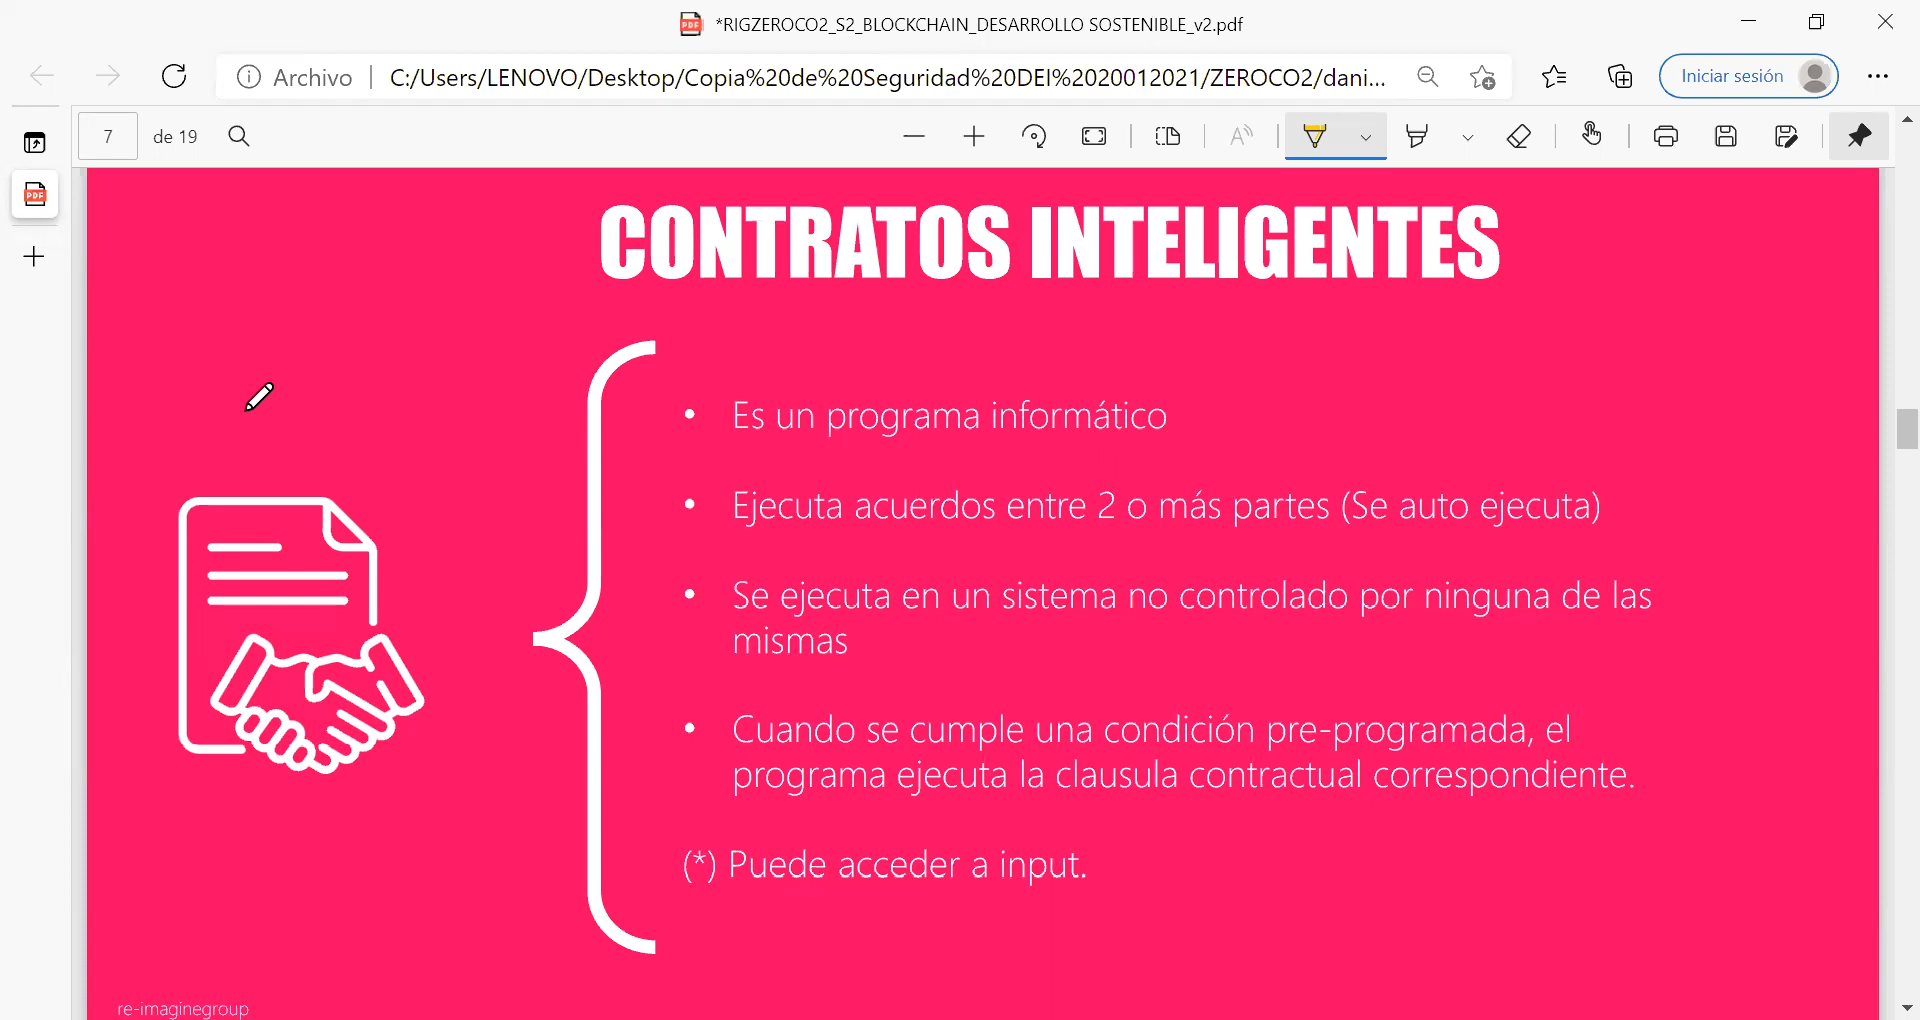 *RIGZEROCO2_S2_BLOCKCHAIN_DESARROLLO SOSTENIBLE_v2.pdf
Archivo | C:/Users/LENOVO/Desktop/Copia%20de%20Seguridad%20DEI%2020012021/ZEROCO2/dani...
Iniciar sesión
7 de 19
CONTRATOS INTELIGENTES
• Es un programa informático
• Ejecuta acuerdos entre 2 o más partes (Se auto ejecuta)
• Se ejecuta en un sistema no controlado por ninguna de las
mismas
• Cuando se cumple una condición pre-programada, el
programa ejecuta la clausula contractual correspondiente.
(*) Puede acceder a input.
re-imaginegroup